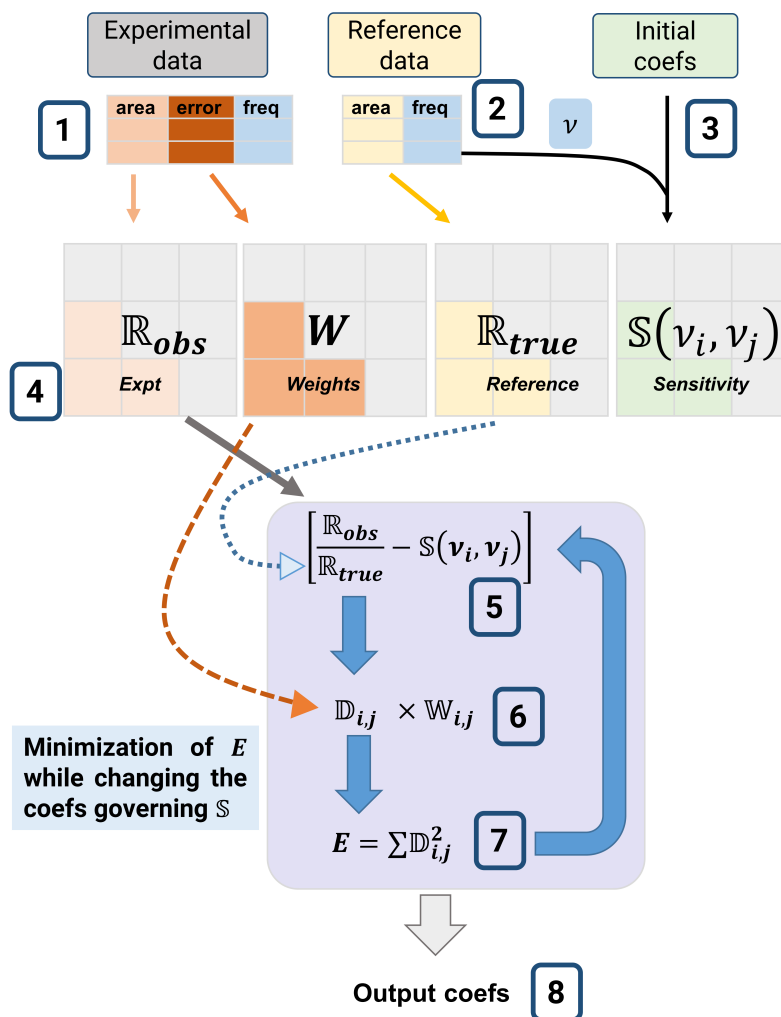 Experimental
data
Reference
data
Initial
coefs
1
area error freq
area freq
2
ν
3
ℝobs
Expt
W
Weights
ℝtrue
Reference
𝕊(νi, νj)
Sensitivity
4
[ℝobs/ℝtrue − 𝕊(νi, νj)]
5
𝔻i,j × 𝕎i,j
6
Minimization of E
while changing the
coefs governing 𝕊
E = ∑𝔻²i,j
7
Output coefs
8